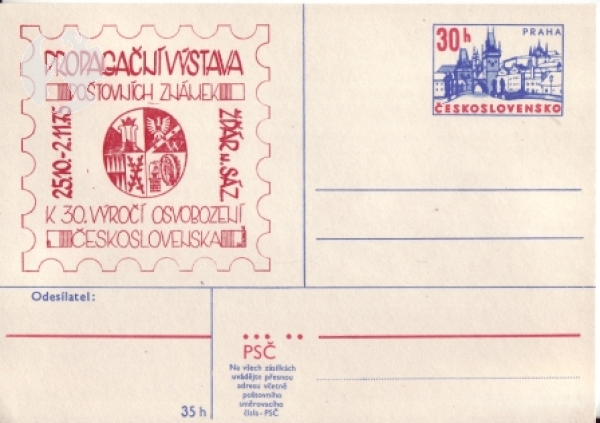 PROPAGAČNÍ VÝSTAVA
POŠTOVNÍCH ZNÁMEK
25.10.-2.11.75
ŽĎÁR n. SÁZ
K 30. VÝROČÍ OSVOBOZENÍ
ČESKOSLOVENSKA
30h
PRAHA
ČESKOSLOVENSKO
Odesílatel:
35 h
PSČ
Na všech zásilkách
uvádějte přesnou
adresu včetně
poštovního
směrovacího
čísla - PSČ